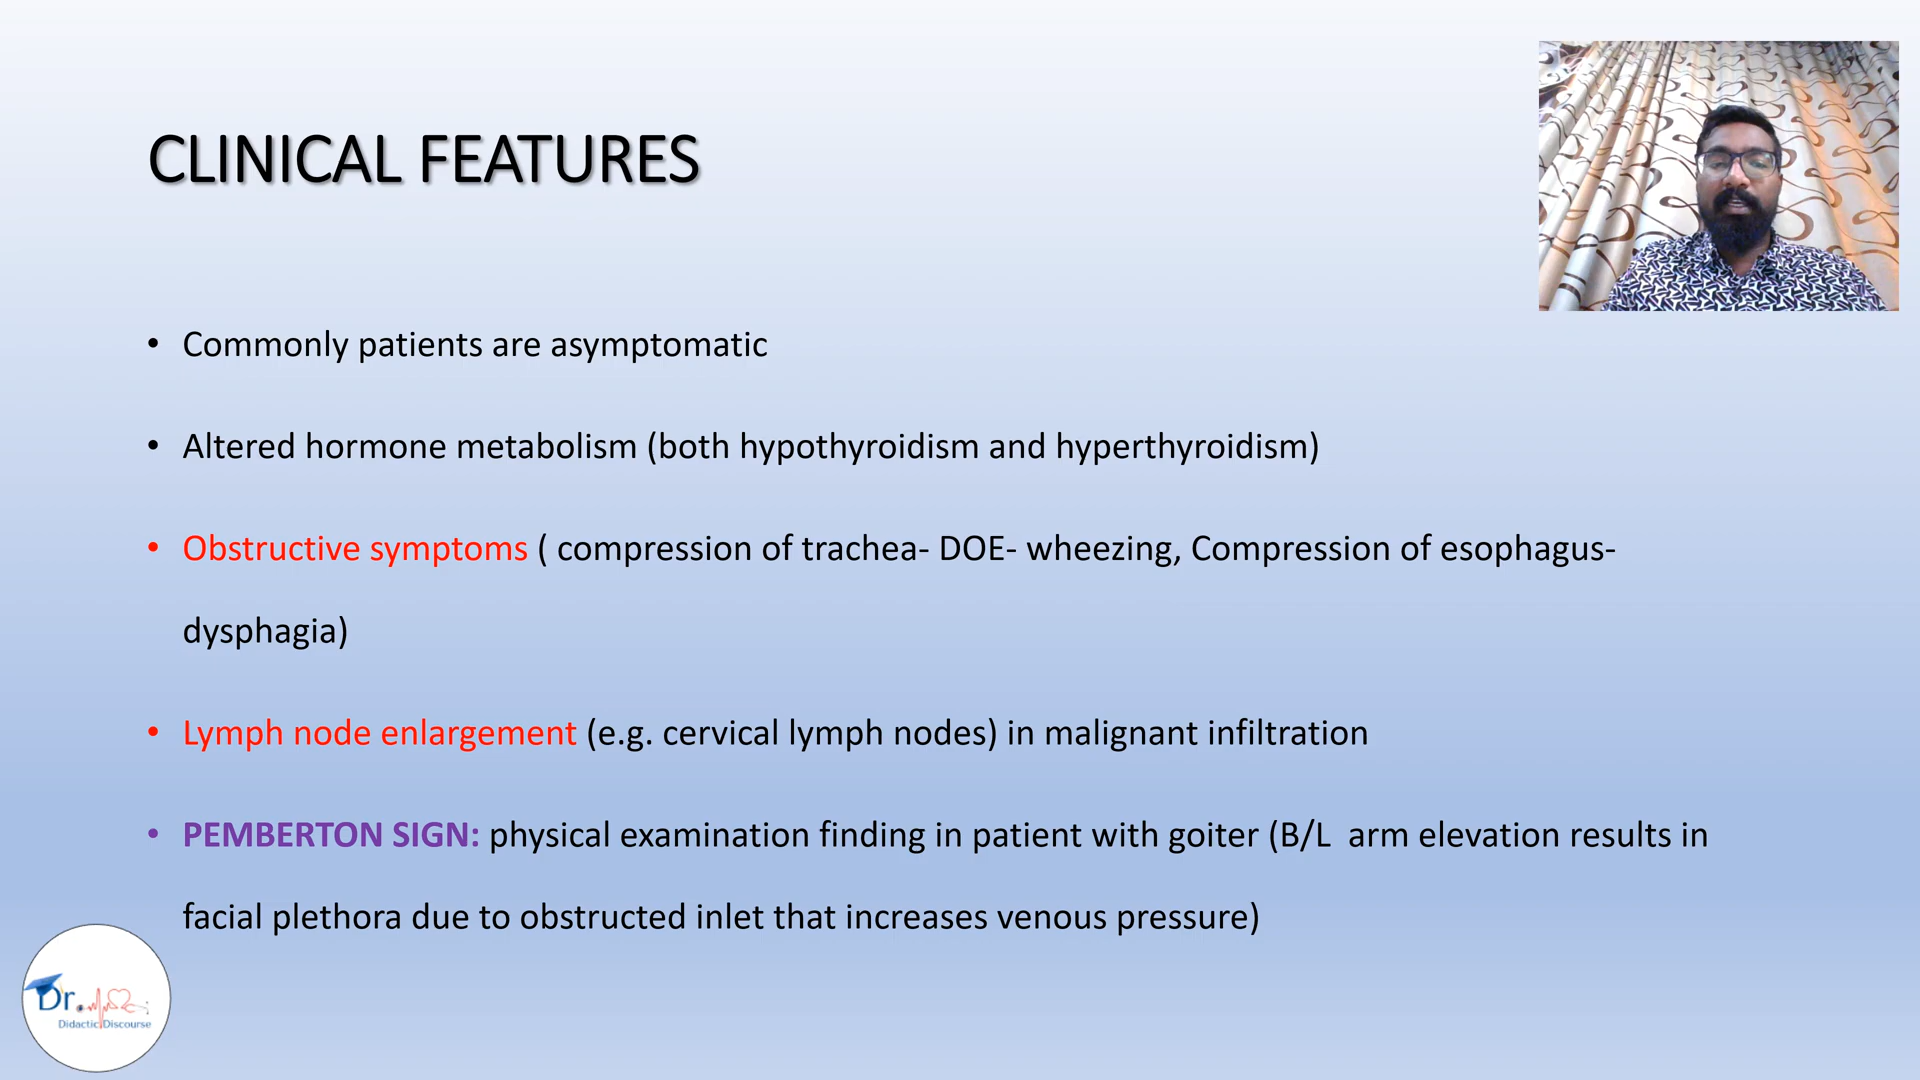 CLINICAL FEATURES
• Commonly patients are asymptomatic
• Altered hormone metabolism (both hypothyroidism and hyperthyroidism)
• Obstructive symptoms ( compression of trachea- DOE- wheezing, Compression of esophagus-
dysphagia)
• Lymph node enlargement (e.g. cervical lymph nodes) in malignant infiltration
• PEMBERTON SIGN: physical examination finding in patient with goiter (B/L  arm elevation results in
facial plethora due to obstructed inlet that increases venous pressure)
Dr.
Didactic Discourse